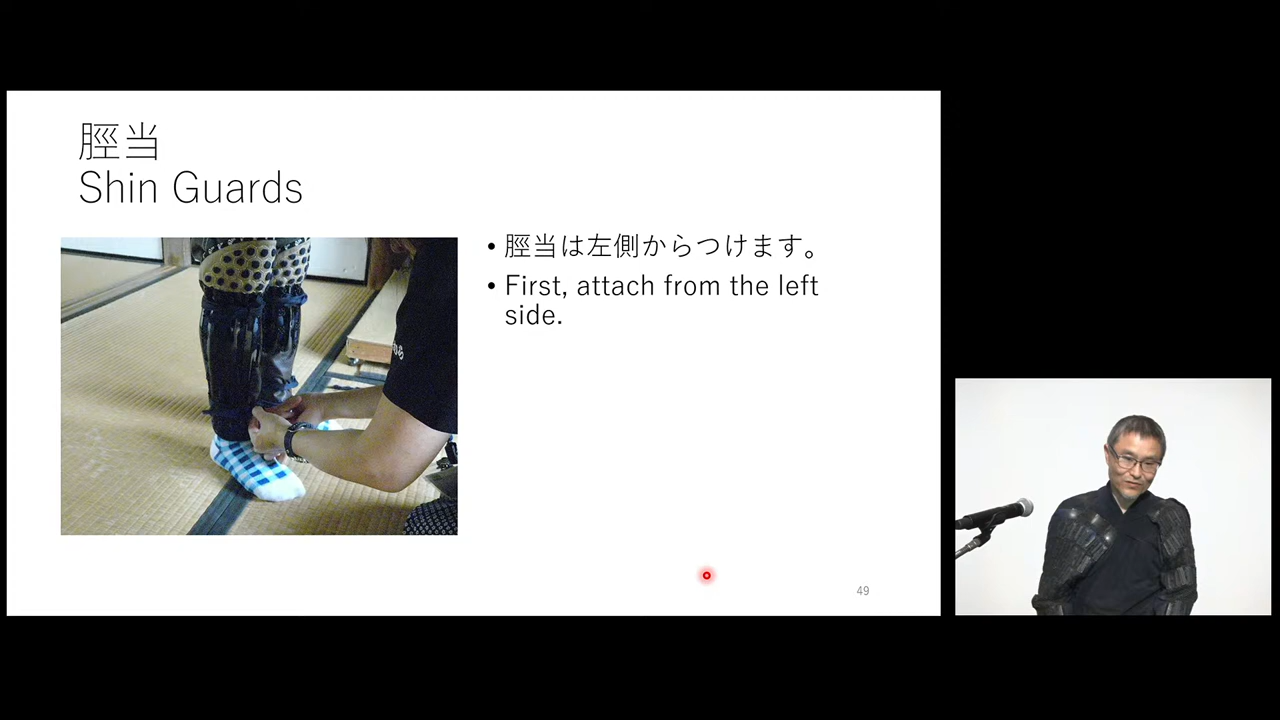 脛当
Shin Guards
• 脛当は左側からつけます。
• First, attach from the left
side.
49